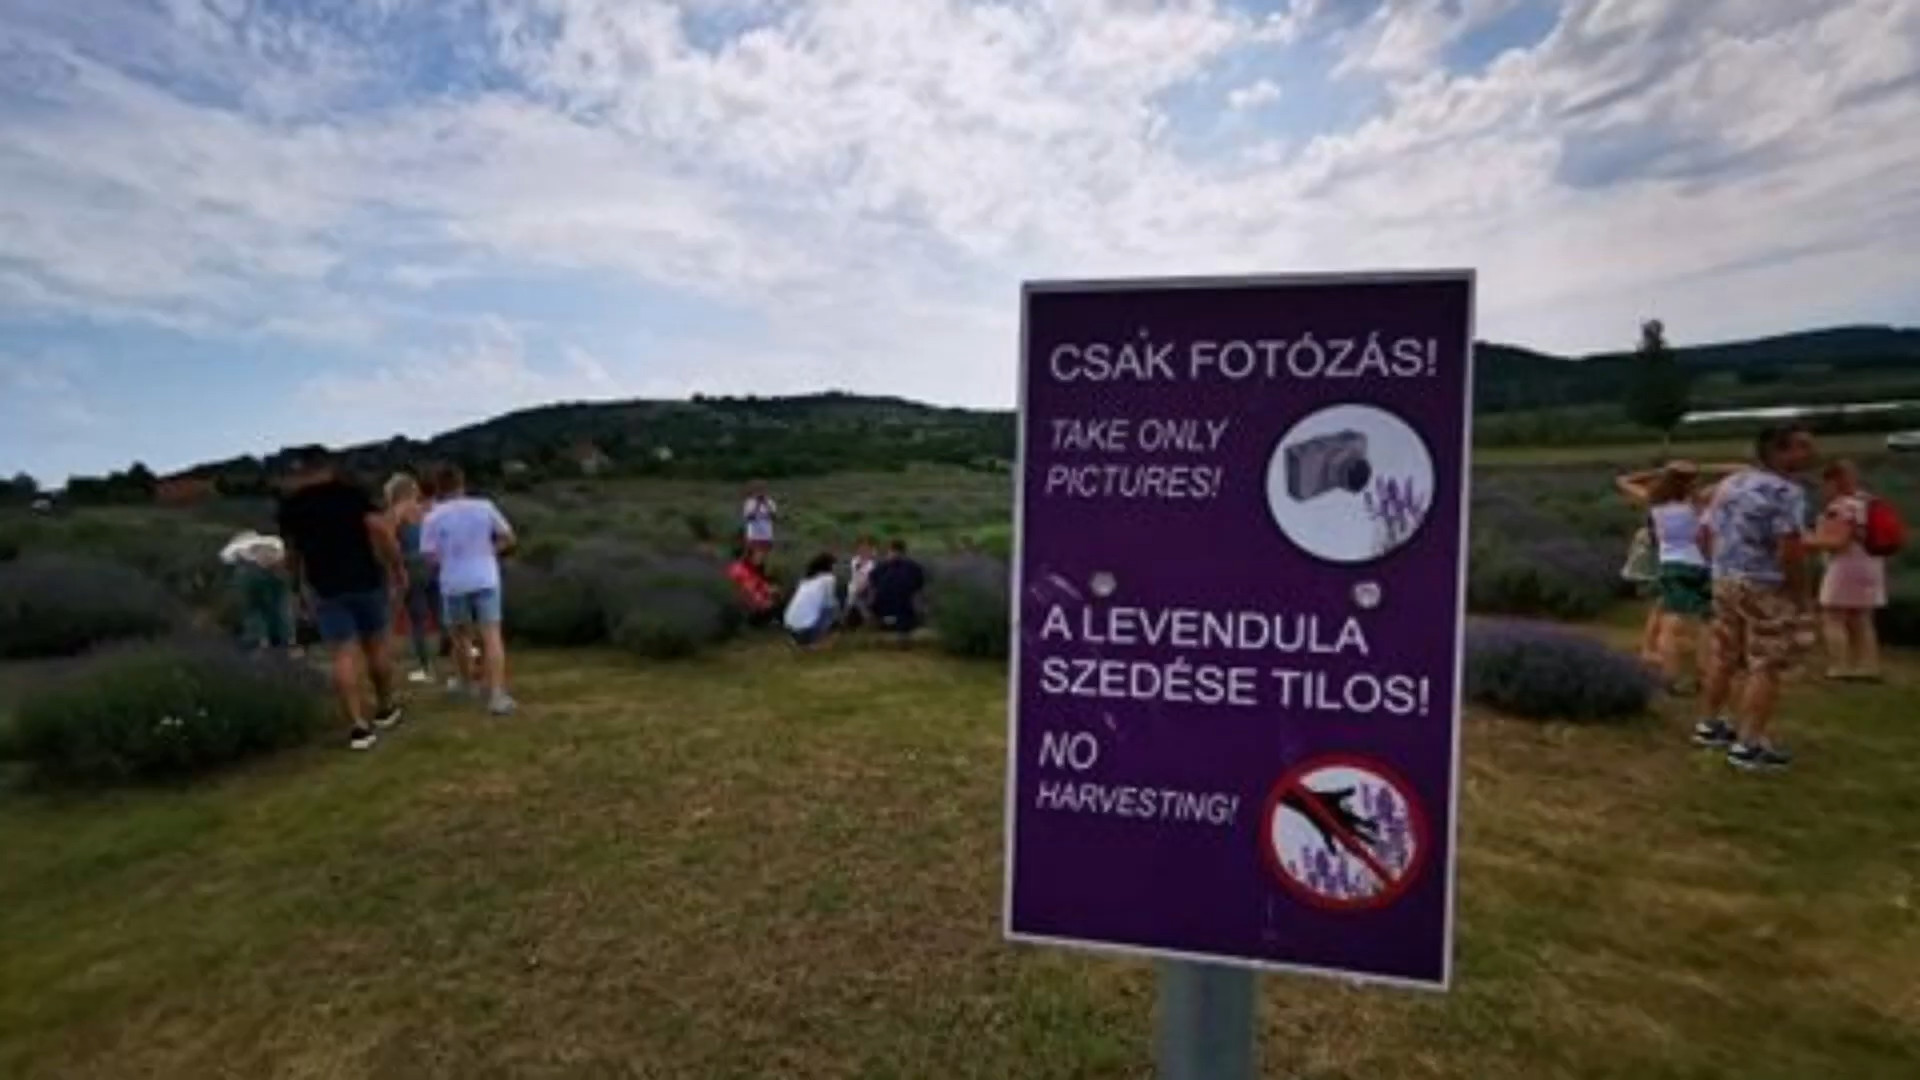 CSAK FOTÓZÁS!
TAKE ONLY
PICTURES!
A LEVENDULA
SZEDÉSE TILOS!
NO
HARVESTING!